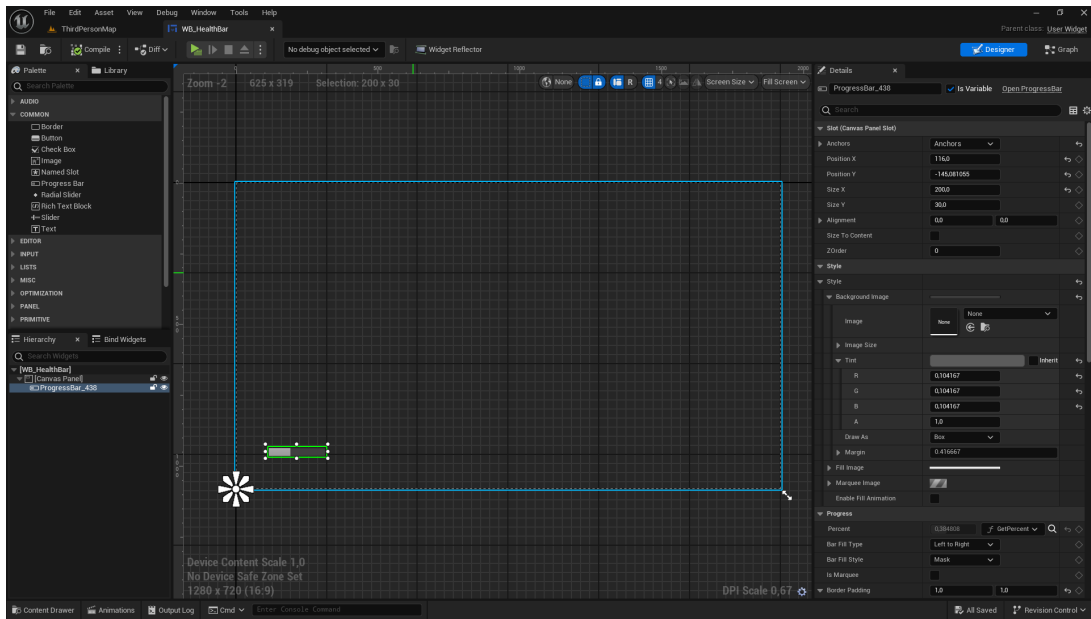 File Edit Asset View Debug Window Tools Help
ThirdPersonMap
WB_HealthBar
Parent class: User Widget
Compile
Diff
No debug object selected
Widget Reflector
Designer
Graph
Palette
Library
Search Palette
AUDIO
COMMON
Border
Button
Check Box
Image
Named Slot
Progress Bar
Radial Slider
Rich Text Block
Slider
Text
EDITOR
INPUT
LISTS
MISC
OPTIMIZATION
PANEL
PRIMITIVE
Hierarchy
Bind Widgets
Search Widgets
[WB_HealthBar]
[Canvas Panel]
ProgressBar_438
0 500 1000 1500 2000
Zoom -2 625 x 319 Selection: 200 x 30
None
R
4
Screen Size
Fill Screen
Device Content Scale 1,0
No Device Safe Zone Set
1280 x 720 (16:9)
DPI Scale 0,67
Details
ProgressBar_438
Is Variable
Open ProgressBar
Search
Slot (Canvas Panel Slot)
Anchors Anchors
Position X 116,0
Position Y -145,081055
Size X 200,0
Size Y 30,0
Alignment 0,0 0,0
Size To Content
ZOrder 0
Style
Style
Background Image
Image None None
Image Size
Tint Inherit
R 0,104167
G 0,104167
B 0,104167
A 1,0
Draw As Box
Margin 0.416667
Fill Image
Marquee Image
Enable Fill Animation
Progress
Percent 0,384808 GetPercent
Bar Fill Type Left to Right
Bar Fill Style Mask
Is Marquee
Border Padding 1,0 1,0
Content Drawer
Animations
Output Log
Cmd
Enter Console Command
All Saved
Revision Control